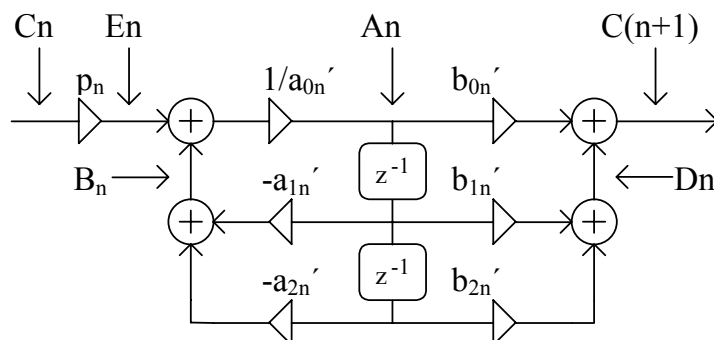 Cn En An C(n+1)
pₙ 1/a₀ₙ´ b₀ₙ´
+ +
z⁻¹
Bₙ -a₁ₙ´ b₁ₙ´ Dn
+ +
z⁻¹
-a₂ₙ´ b₂ₙ´